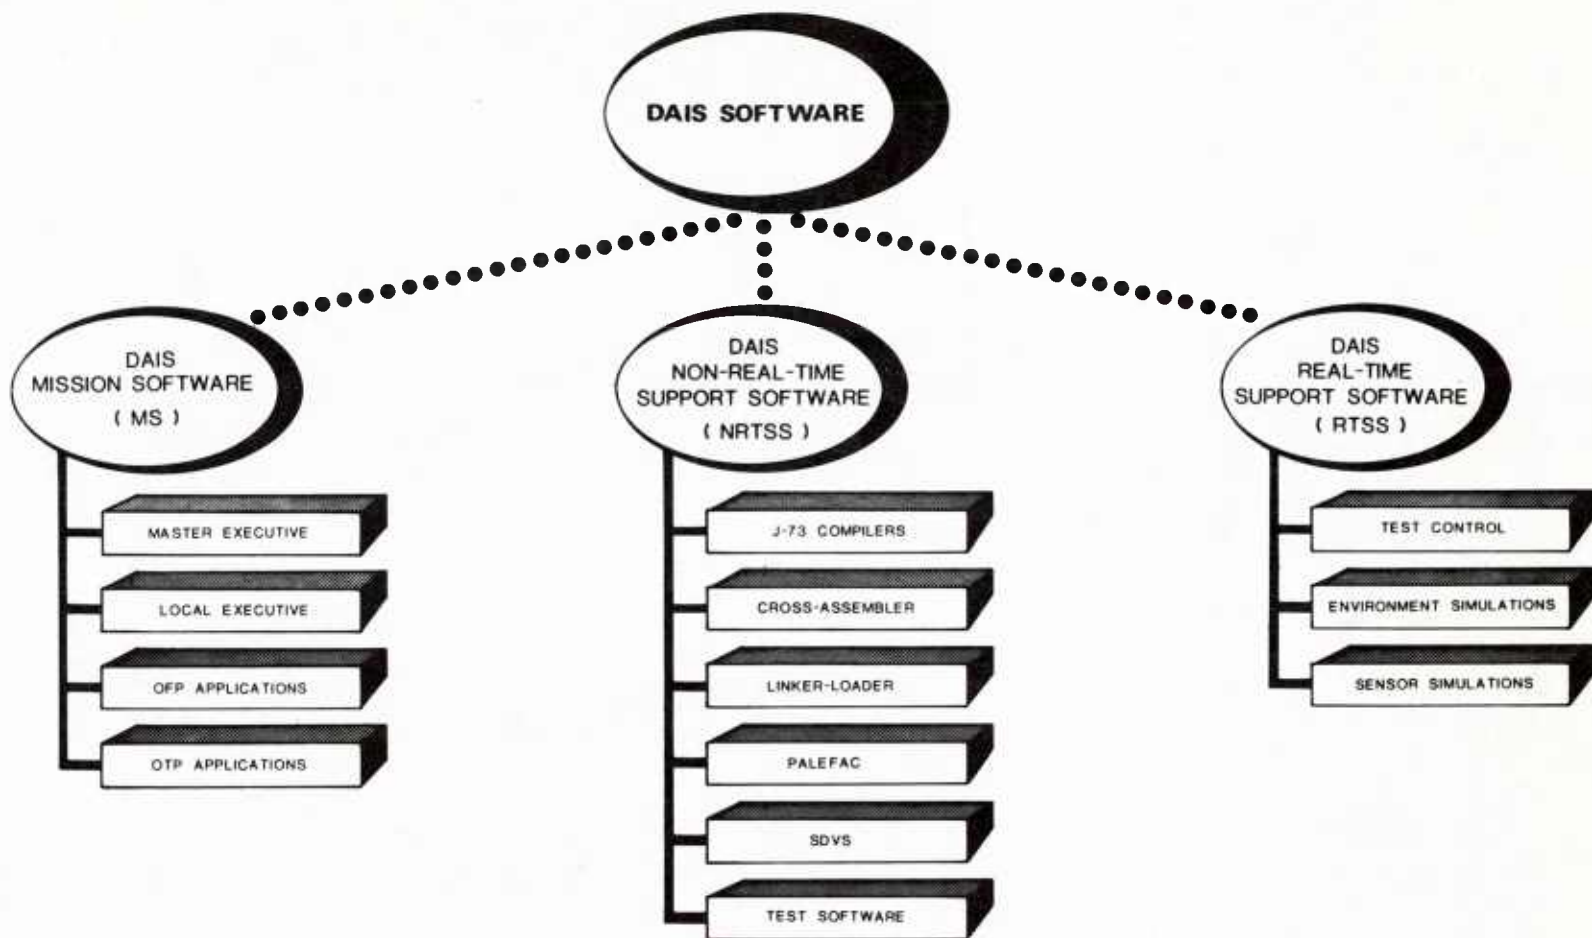 DAIS SOFTWARE
DAIS
MISSION SOFTWARE
( MS )
MASTER EXECUTIVE
LOCAL EXECUTIVE
OFP APPLICATIONS
OTP APPLICATIONS
DAIS
NON-REAL-TIME
SUPPORT SOFTWARE
( NRTSS )
J-73 COMPILERS
CROSS-ASSEMBLER
LINKER-LOADER
PALEFAC
SDVS
TEST SOFTWARE
DAIS
REAL-TIME
SUPPORT SOFTWARE
( RTSS )
TEST CONTROL
ENVIRONMENT SIMULATIONS
SENSOR SIMULATIONS